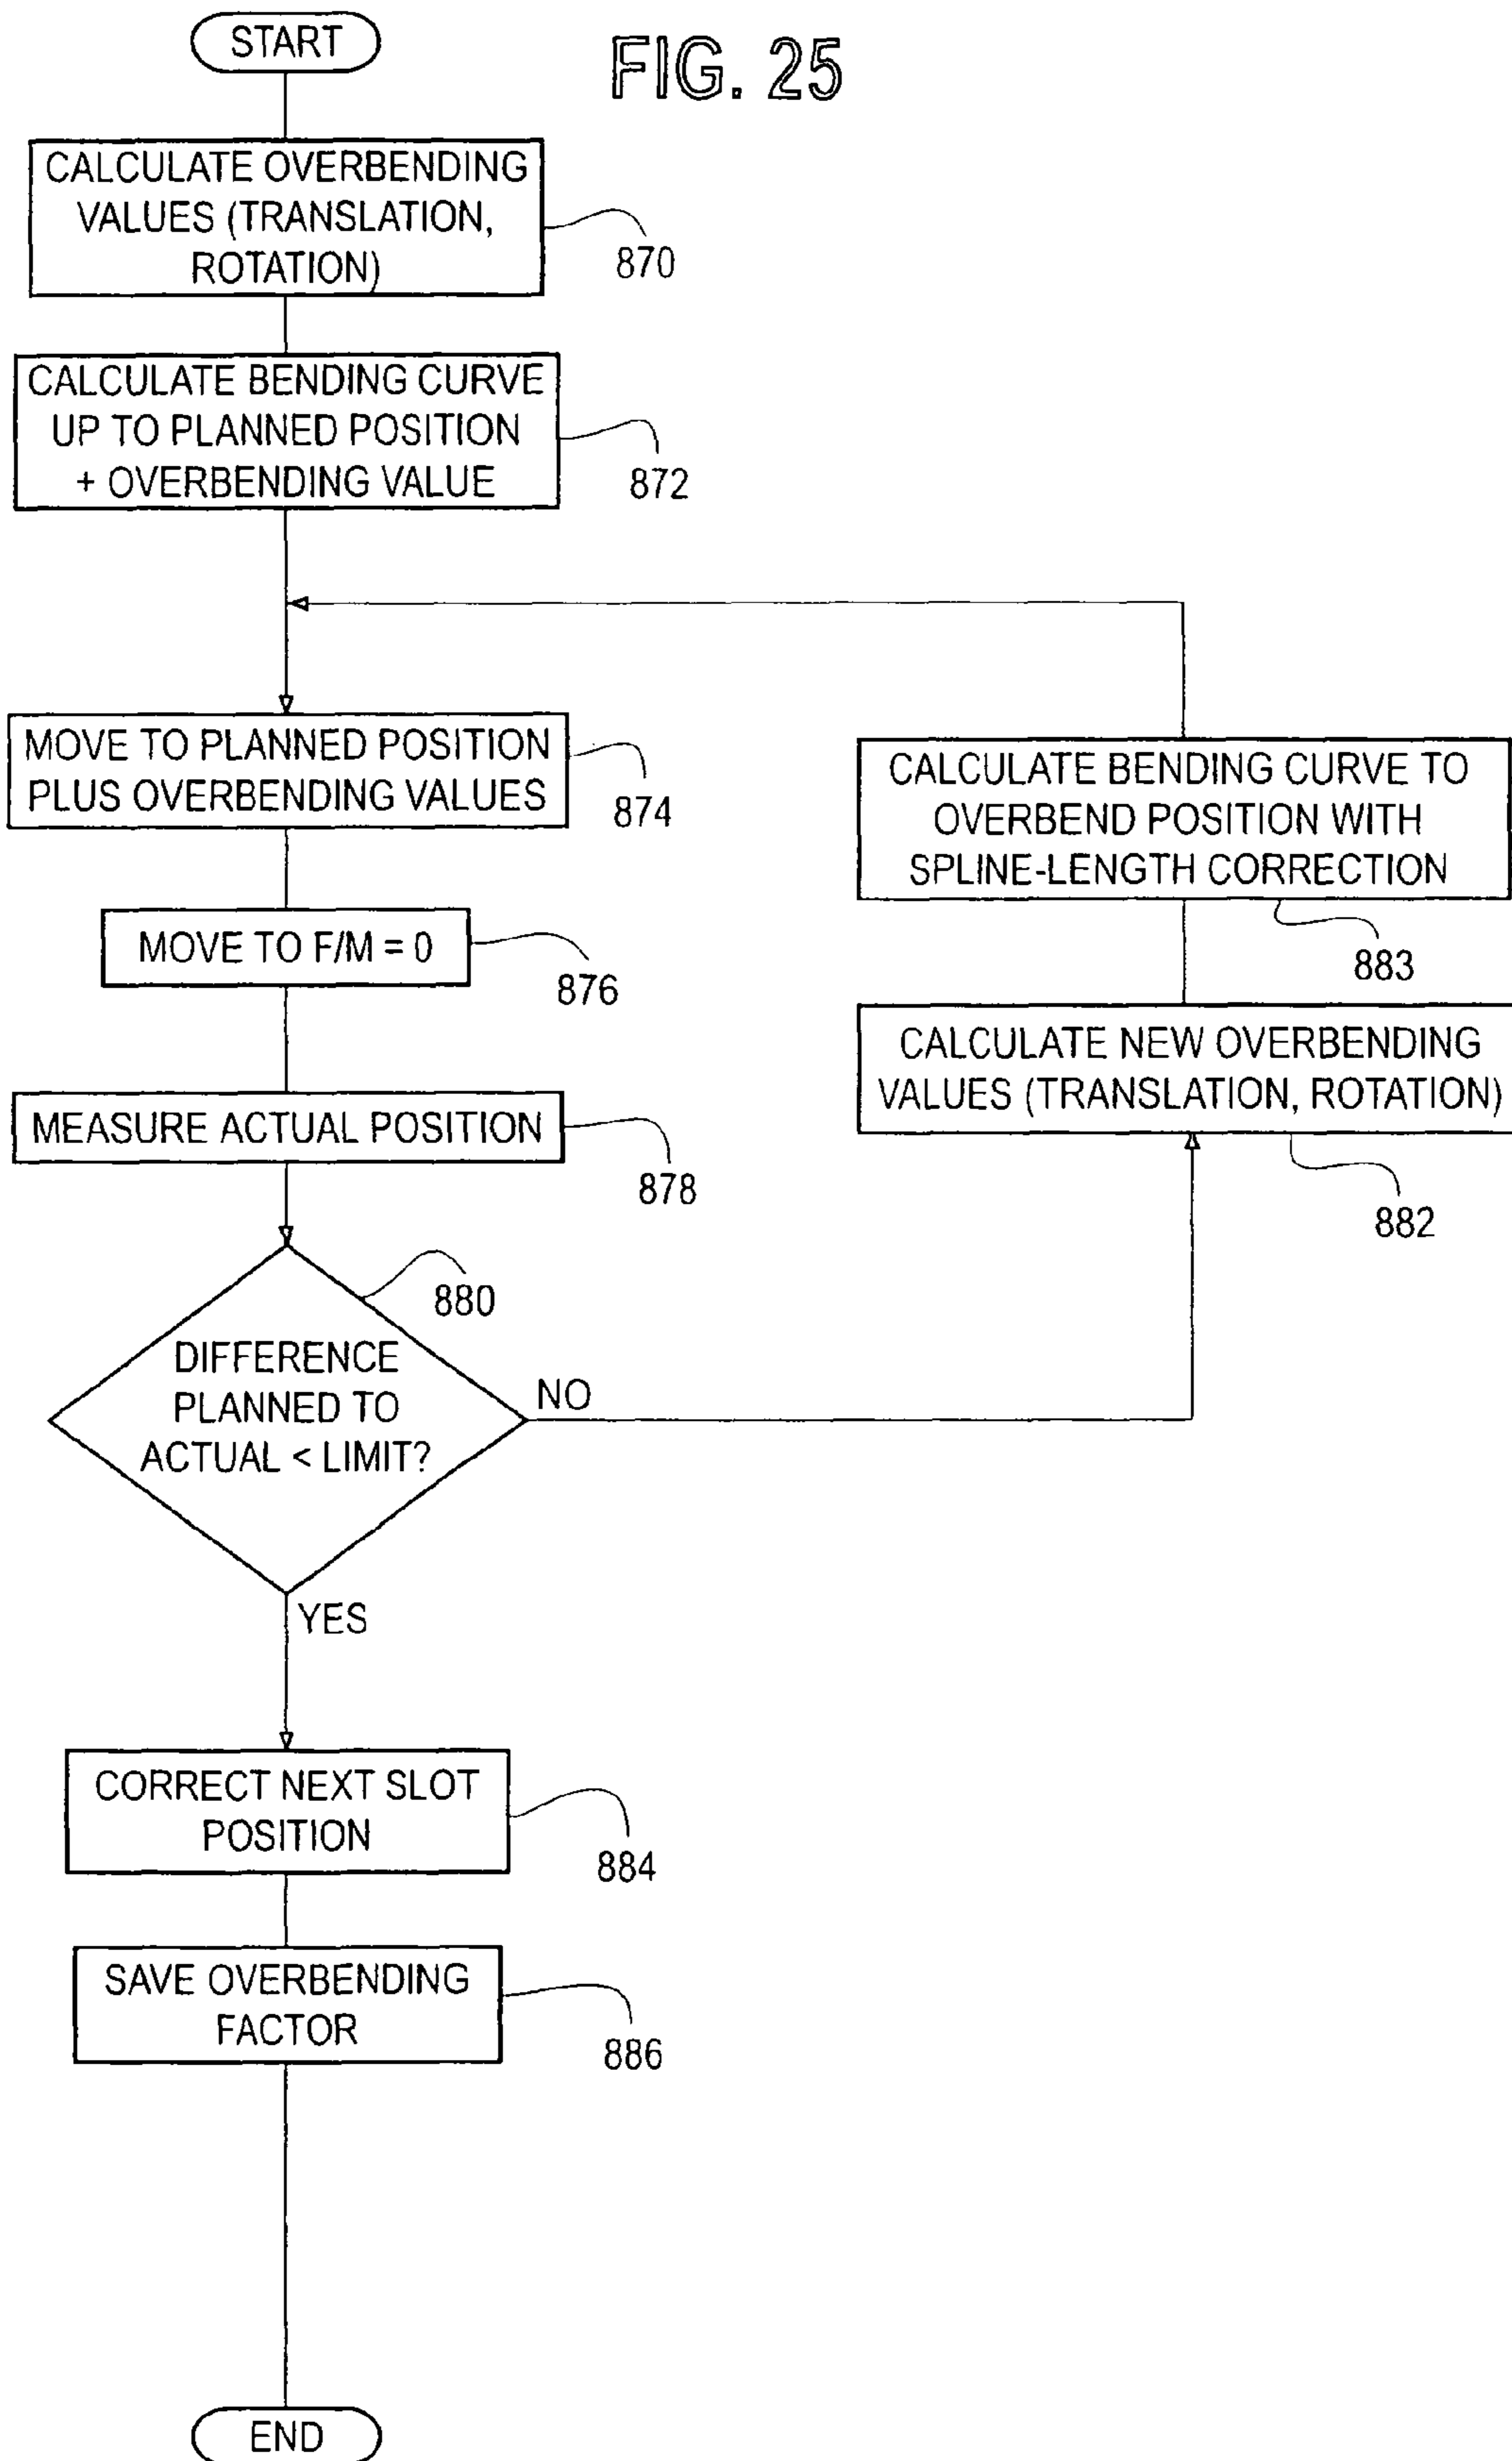 START
FIG. 25
CALCULATE OVERBENDING
VALUES (TRANSLATION,
ROTATION)
870
CALCULATE BENDING CURVE
UP TO PLANNED POSITION
+ OVERBENDING VALUE
872
MOVE TO PLANNED POSITION
PLUS OVERBENDING VALUES
874
CALCULATE BENDING CURVE TO
OVERBEND POSITION WITH
SPLINE-LENGTH CORRECTION
883
MOVE TO F/M = 0
876
CALCULATE NEW OVERBENDING
VALUES (TRANSLATION, ROTATION)
882
MEASURE ACTUAL POSITION
878
880
DIFFERENCE
PLANNED TO
ACTUAL < LIMIT?
NO
YES
CORRECT NEXT SLOT
POSITION
884
SAVE OVERBENDING
FACTOR
886
END